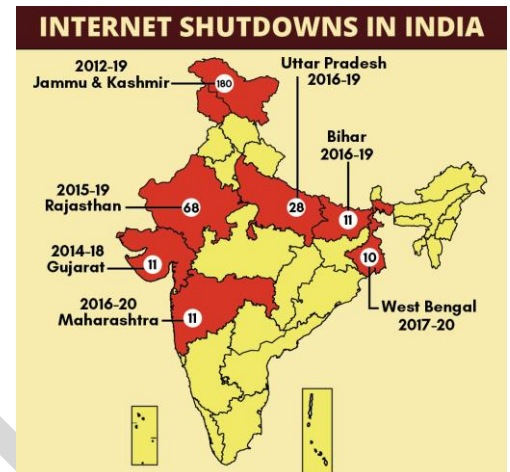 INTERNET SHUTDOWNS IN INDIA
2012-19
Jammu & Kashmir
180
Uttar Pradesh
2016-19
Bihar
2016-19
2015-19
Rajasthan
68
28
11
2014-18
Gujarat
11
10
2016-20
Maharashtra
11
West Bengal
2017-20